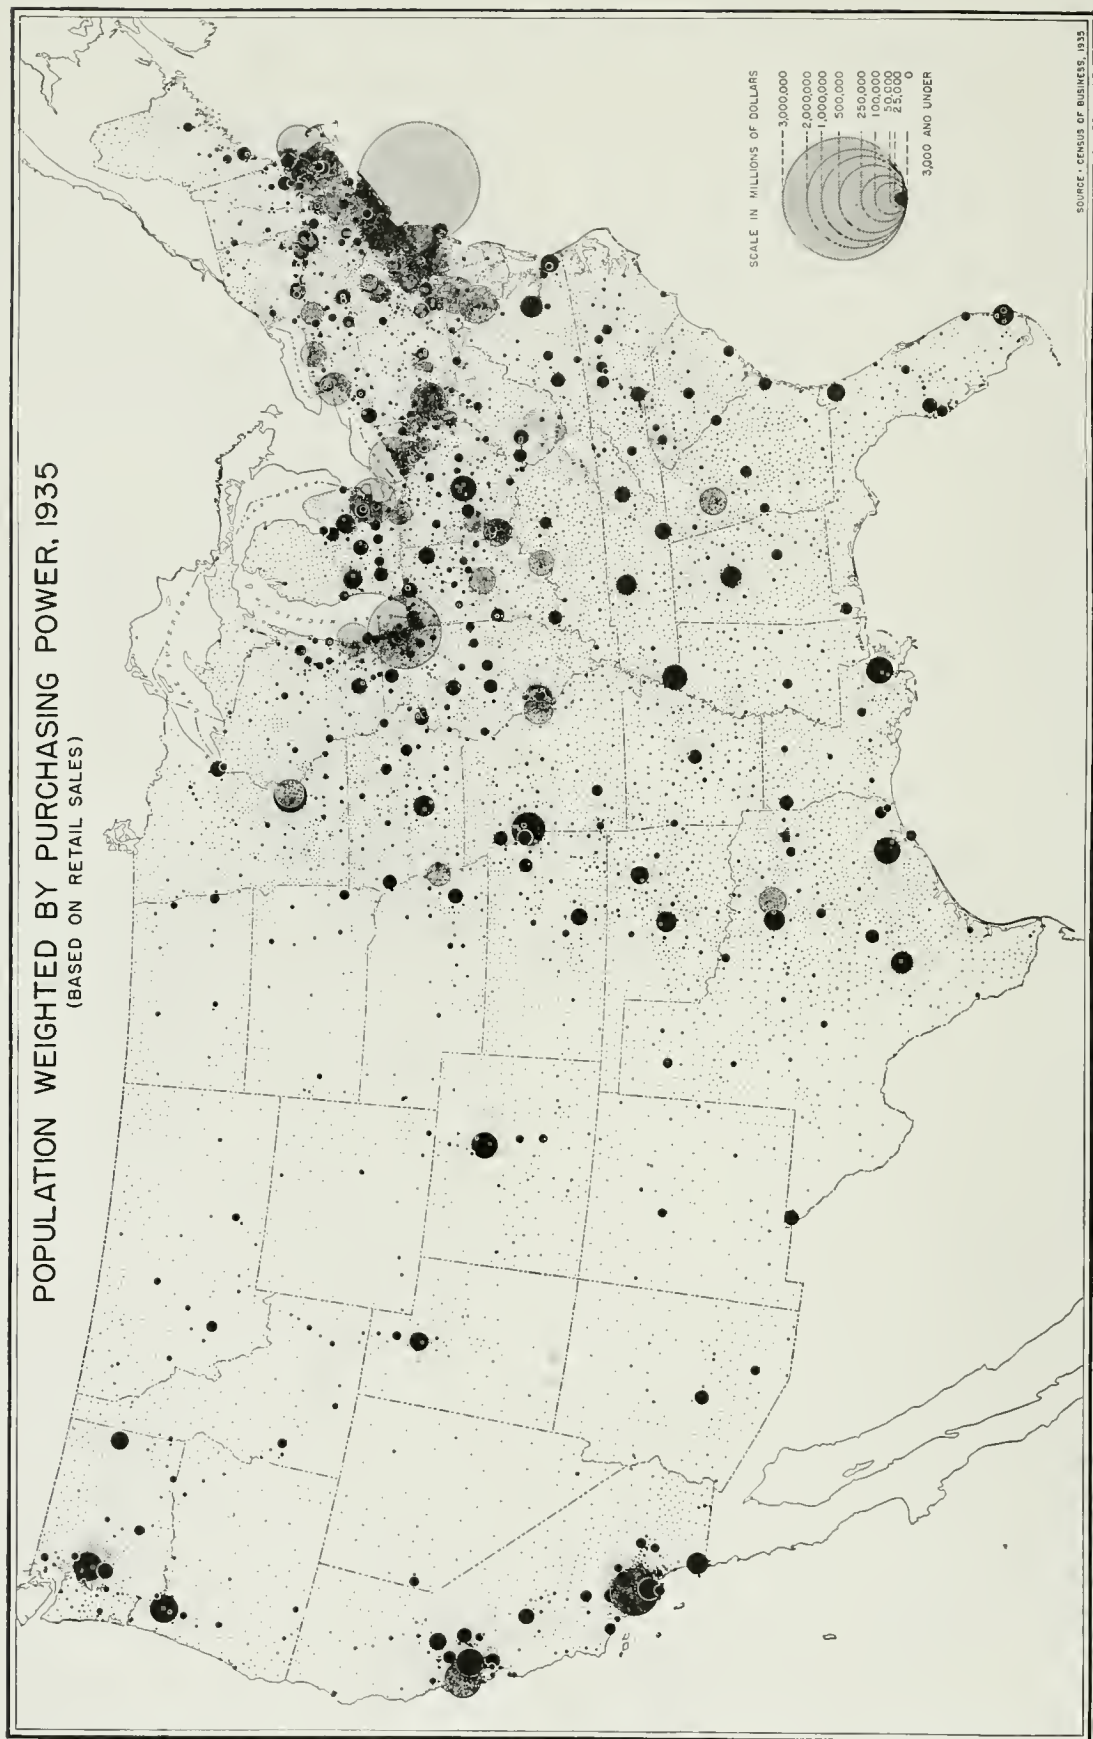 POPULATION WEIGHTED BY PURCHASING POWER, 1935
(BASED ON RETAIL SALES)
SCALE IN MILLIONS OF DOLLARS
3,000,000
2,000,000
1,000,000
500,000
250,000
100,000
50,000
25,000
0
3,000 AND UNDER
SOURCE: CENSUS OF BUSINESS, 1935